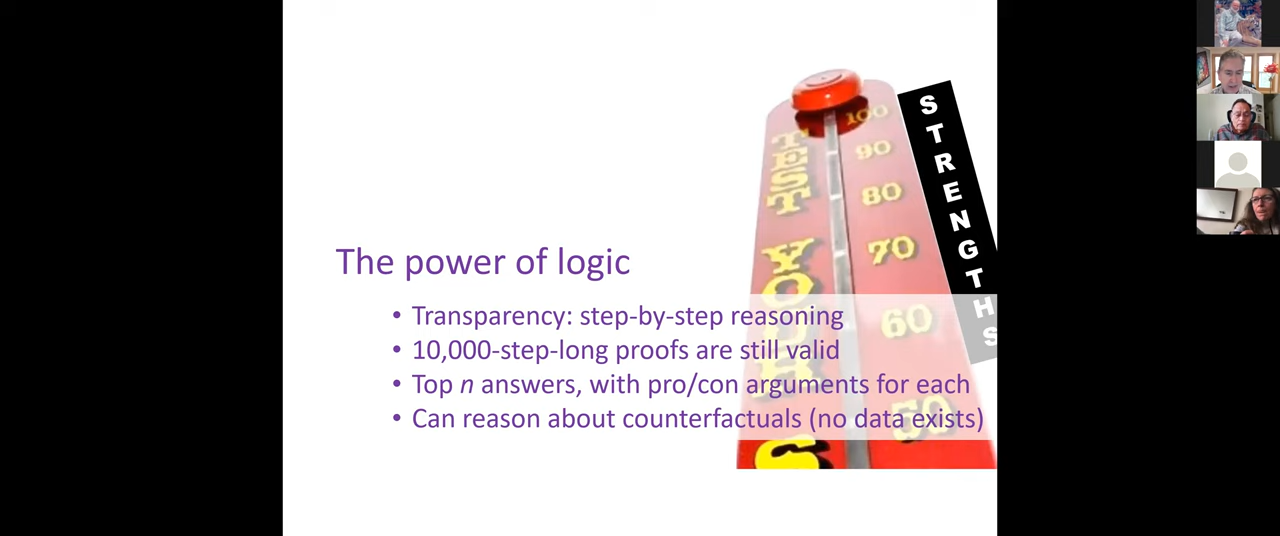 The power of logic
• Transparency: step-by-step reasoning
• 10,000-step-long proofs are still valid
• Top n answers, with pro/con arguments for each
• Can reason about counterfactuals (no data exists)
TEST YOUR S
100
90
80
70
60
50
STRENGTHS